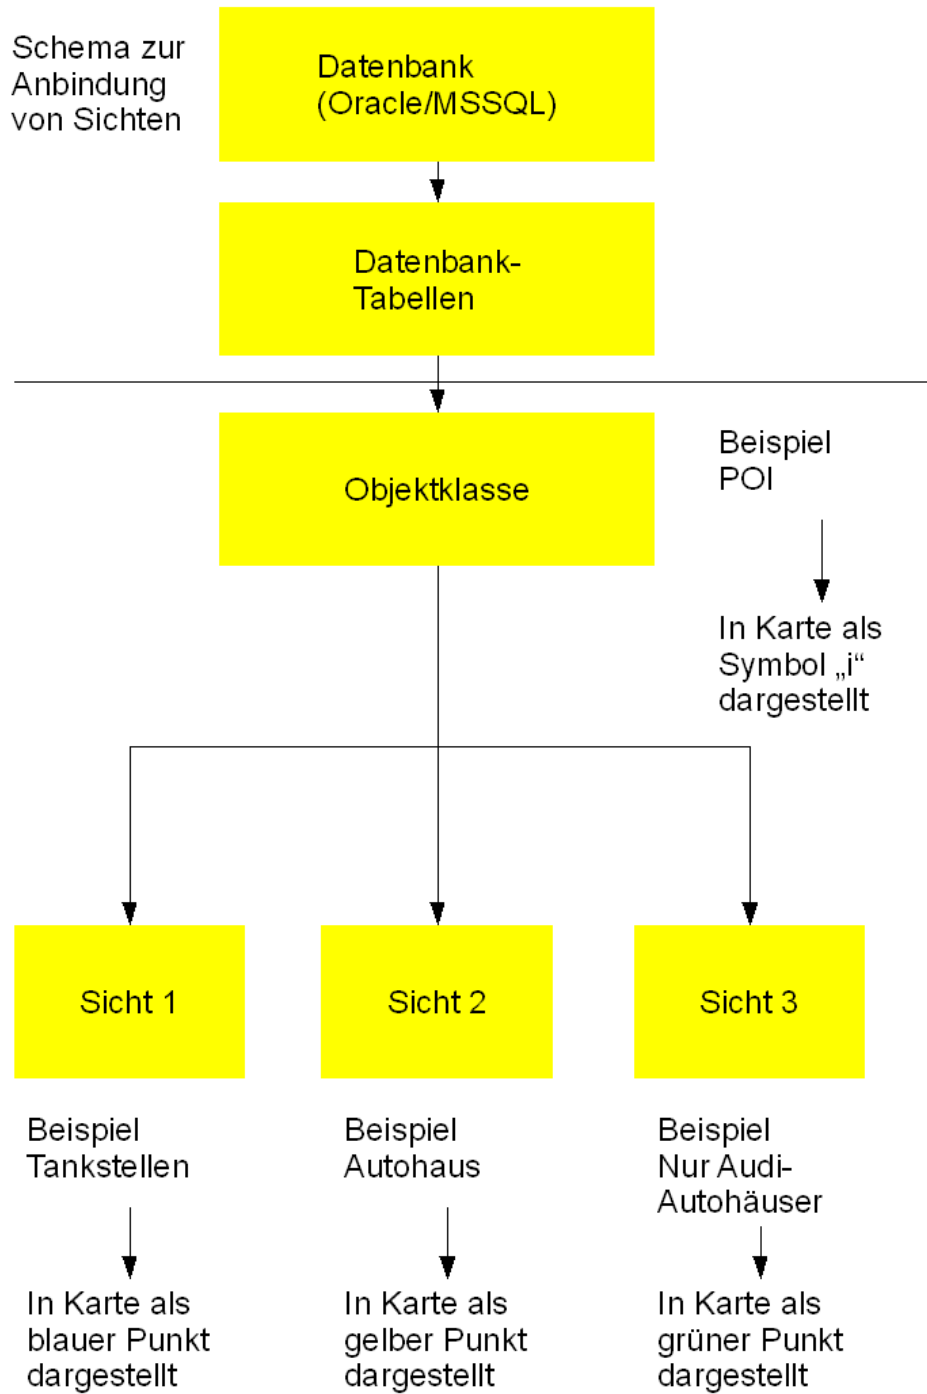 Schema zur
Anbindung
von Sichten
Datenbank
(Oracle/MSSQL)
Datenbank-
Tabellen
Objektklasse
Beispiel
POI
In Karte als
Symbol „i“
dargestellt
Sicht 1
Sicht 2
Sicht 3
Beispiel
Tankstellen
Beispiel
Autohaus
Beispiel
Nur Audi-
Autohäuser
In Karte als
blauer Punkt
dargestellt
In Karte als
gelber Punkt
dargestellt
In Karte als
grüner Punkt
dargestellt